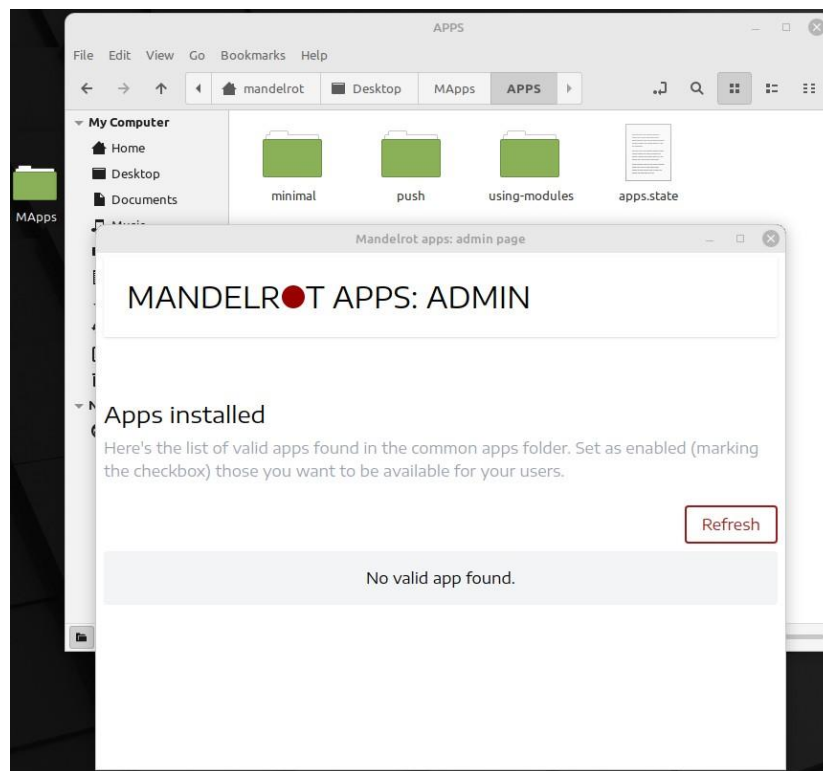 APPS
File Edit View Go Bookmarks Help
mandelrot Desktop MApps APPS
My Computer
Home
Desktop
Documents
minimal push using-modules apps.state
MApps
Mandelrot apps: admin page
MANDELROT APPS: ADMIN
Apps installed
Here's the list of valid apps found in the common apps folder. Set as enabled (marking
the checkbox) those you want to be available for your users.
Refresh
No valid app found.